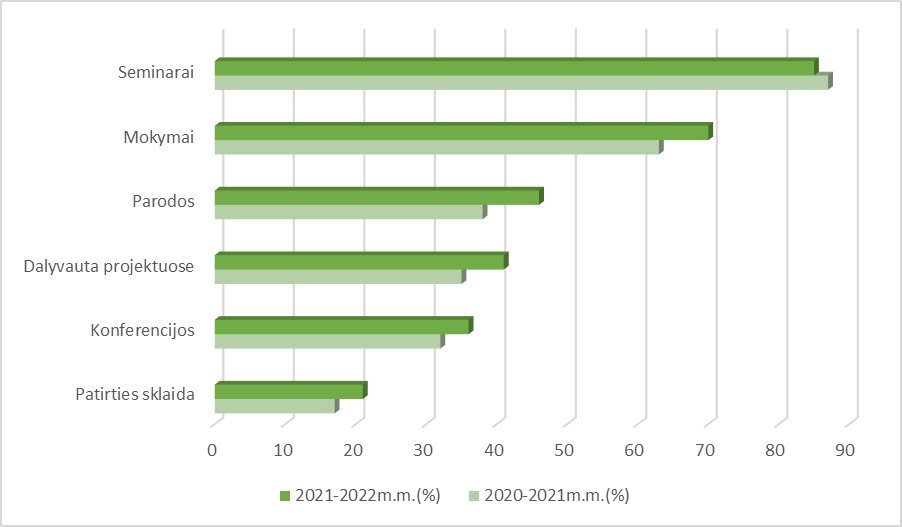 Seminarai
Mokymai
Parodos
Dalyvauta projektuose
Konferencijos
Patirties sklaida
0 10 20 30 40 50 60 70 80 90
2021-2022m.m.(%) 2020-2021m.m.(%)